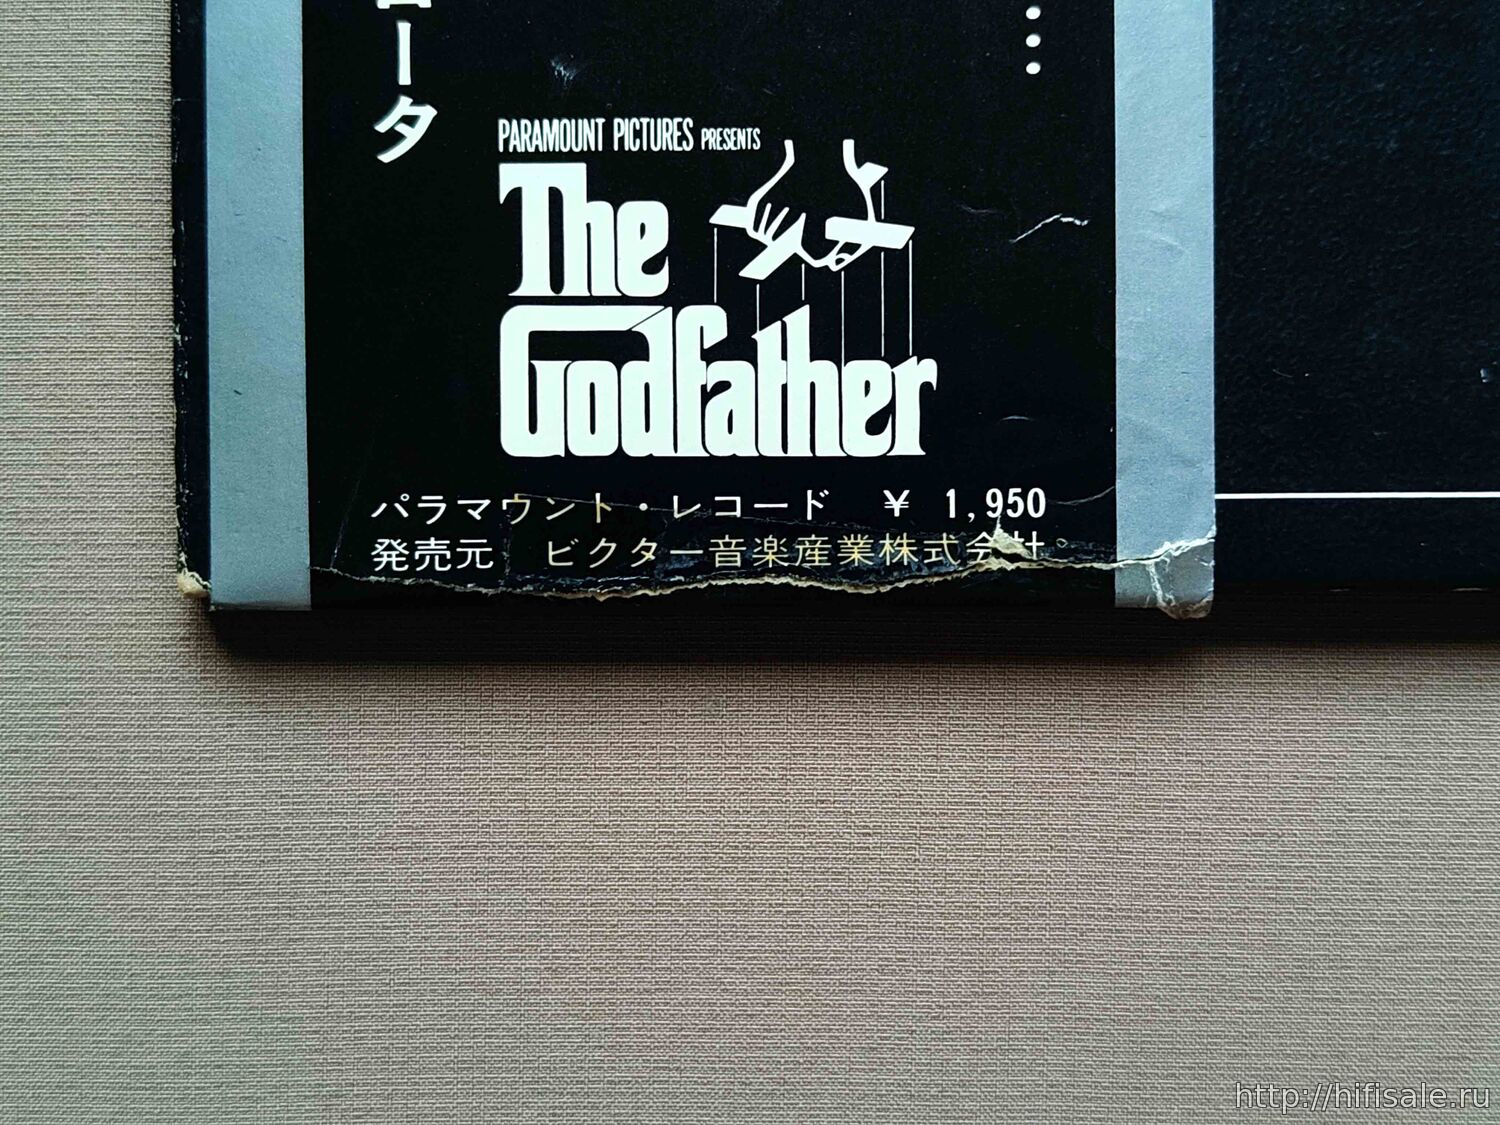 ータ
PARAMOUNT PICTURES PRESENTS
The
Godfather
パラマウント・レコード ¥ 1,950
発売元 ビクター音楽産業株式会社
http://hifisale.ru